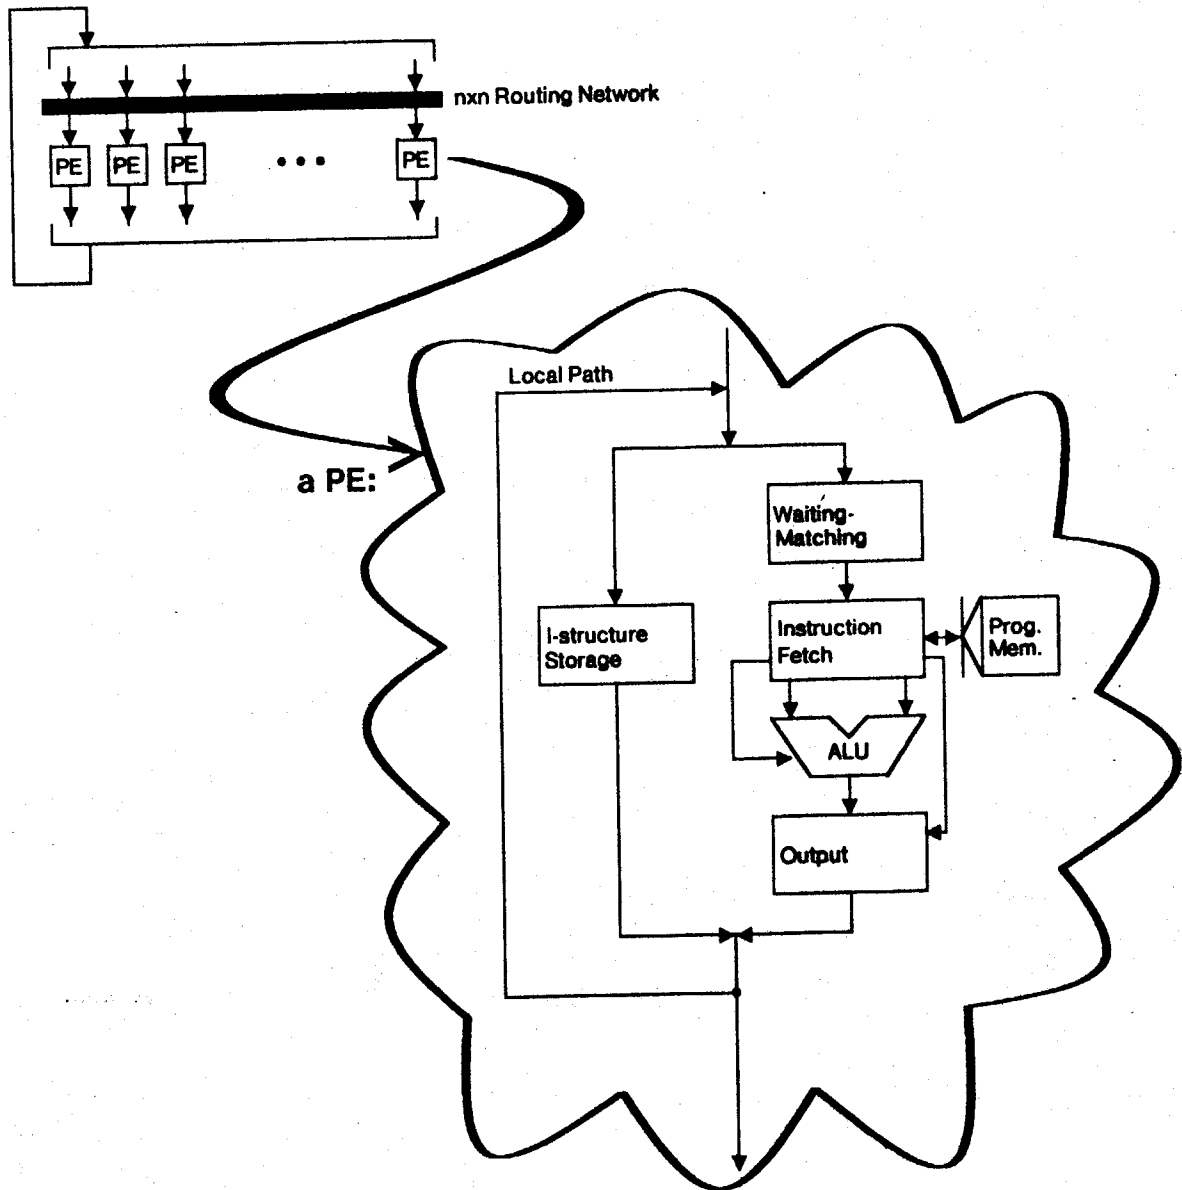 nxn Routing Network
PE
PE
PE
PE
Local Path
a PE:
Waiting-
Matching
I-structure
Storage
Instruction
Fetch
Prog.
Mem.
ALU
Output